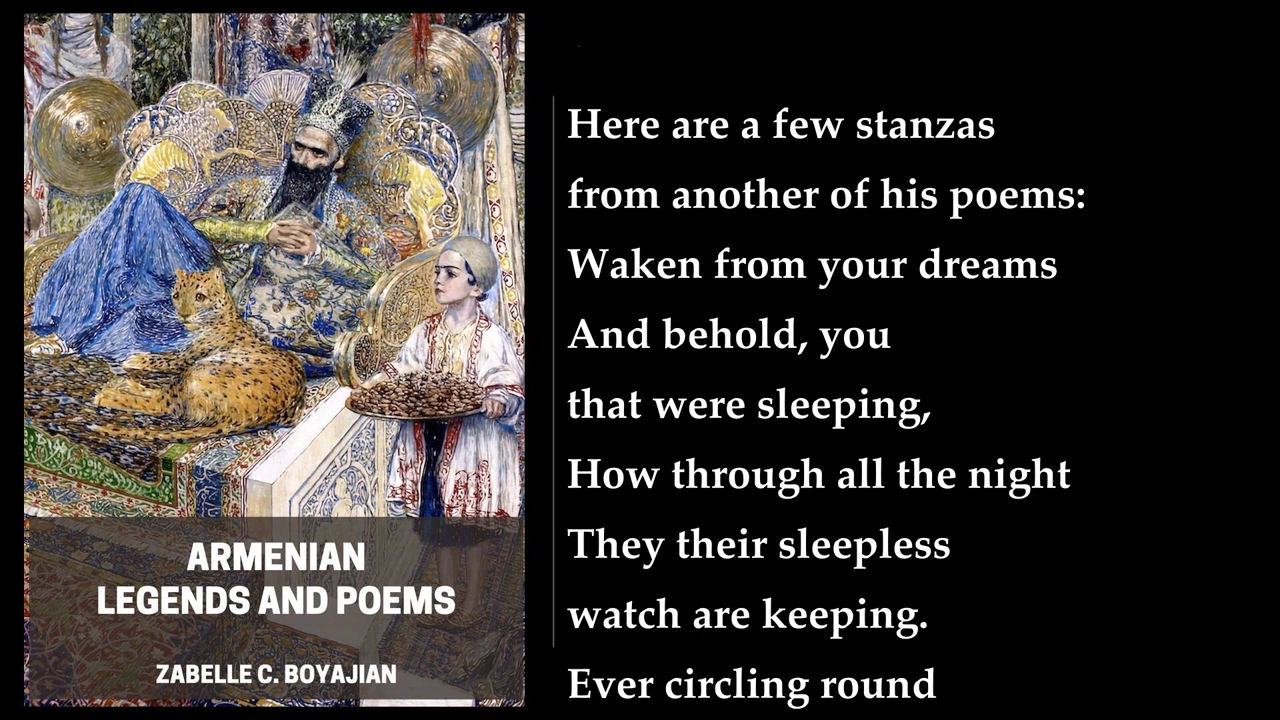 ARMENIAN
LEGENDS AND POEMS
ZABELLE C. BOYAJIAN
Here are a few stanzas
from another of his poems:
Waken from your dreams
And behold, you
that were sleeping,
How through all the night
They their sleepless
watch are keeping.
Ever circling round